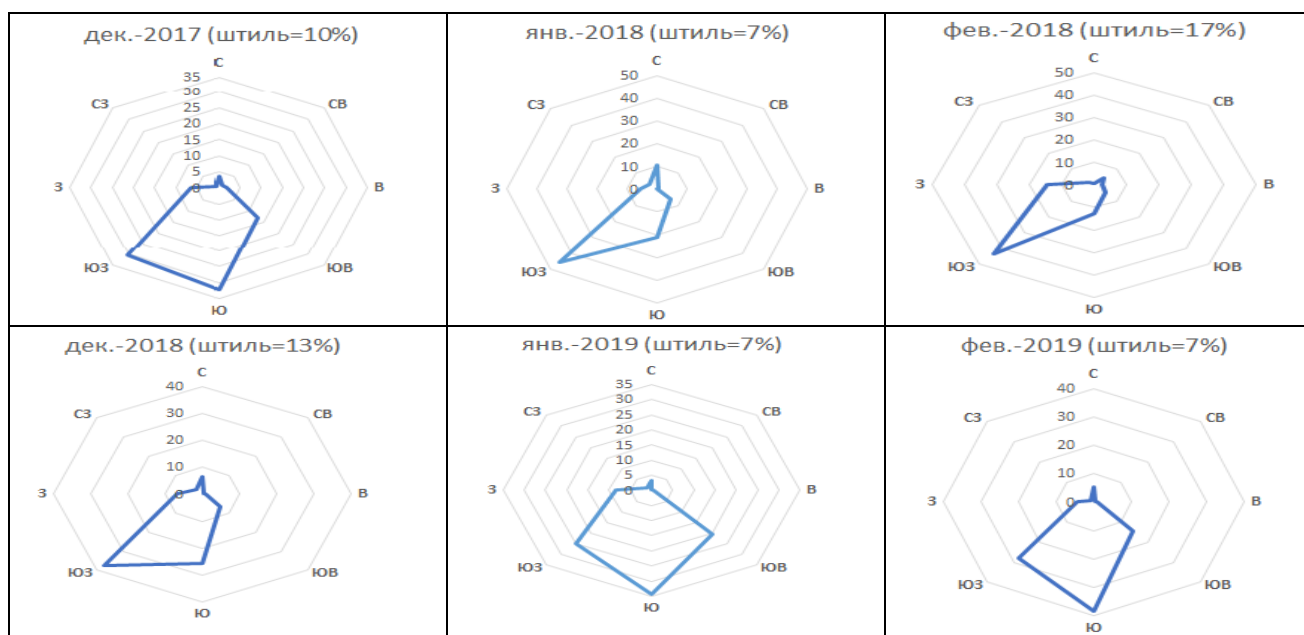 дек.-2017 (штиль=10%)
С
35
30
25
20
15
10
5
0
СЗ
СВ
З
В
ЮЗ
ЮВ
Ю
янв.-2018 (штиль=7%)
С
50
40
30
20
10
0
СЗ
СВ
З
В
ЮЗ
ЮВ
Ю
фев.-2018 (штиль=17%)
С
50
40
30
20
10
0
СЗ
СВ
З
В
ЮЗ
ЮВ
Ю
дек.-2018 (штиль=13%)
С
40
30
20
10
0
СЗ
СВ
З
В
ЮЗ
ЮВ
Ю
янв.-2019 (штиль=7%)
С
35
30
25
20
15
10
5
0
СЗ
СВ
З
В
ЮЗ
ЮВ
Ю
фев.-2019 (штиль=7%)
С
40
30
20
10
0
СЗ
СВ
З
В
ЮЗ
ЮВ
Ю